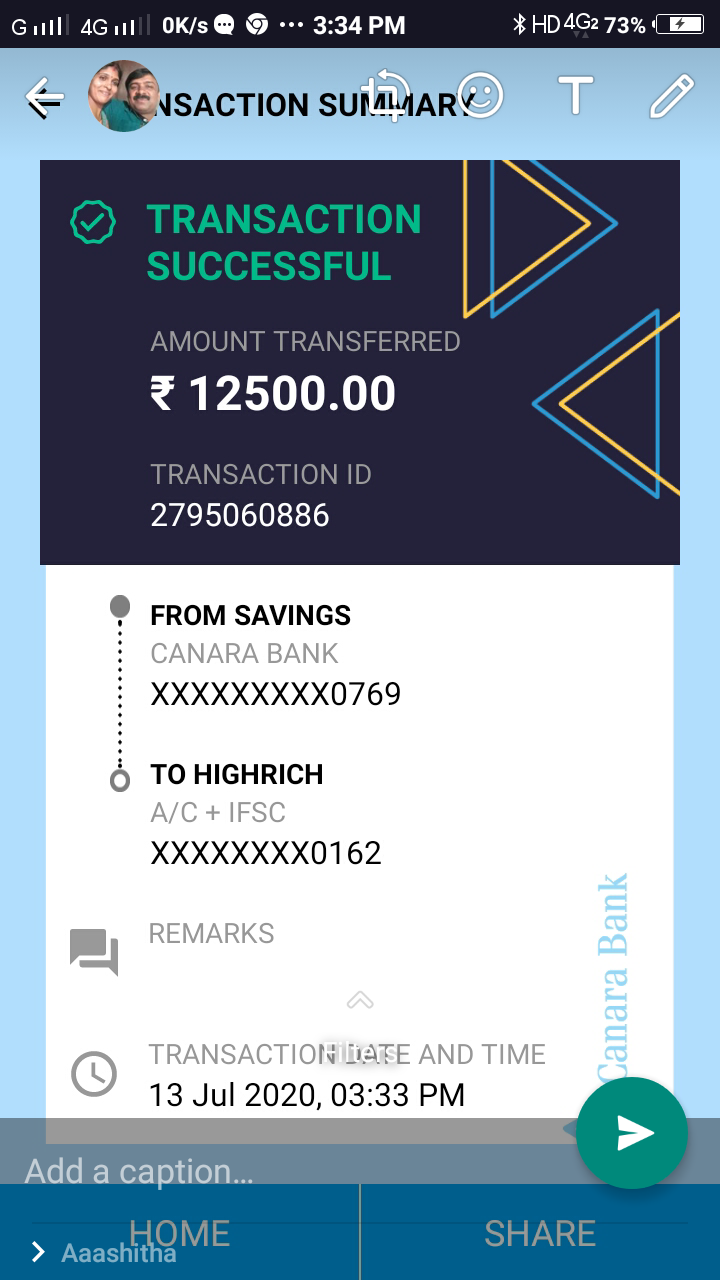 G 4G 0K/s 3:34 PM HD 4G2 73%
NSACTION SUMMARY
T
TRANSACTION
SUCCESSFUL
AMOUNT TRANSFERRED
₹ 12500.00
TRANSACTION ID
2795060886
FROM SAVINGS
CANARA BANK
XXXXXXXXX0769
TO HIGHRICH
A/C + IFSC
XXXXXXXX0162
REMARKS
Canara Bank
Filters
TRANSACTION DATE AND TIME
13 Jul 2020, 03:33 PM
Add a caption...
HOME SHARE
Aaashitha